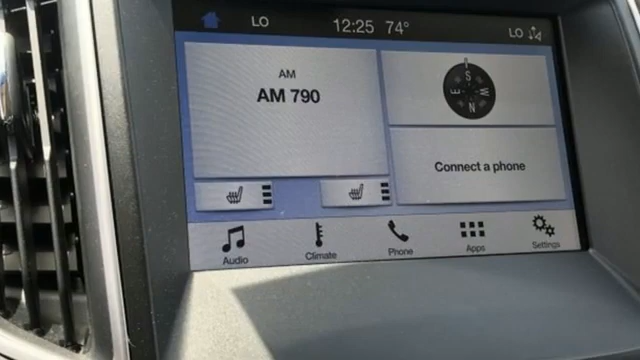 LO 12:25 74° LO
AM
AM 790
S
E W
N
Connect a phone
Audio Climate Phone Apps Settings